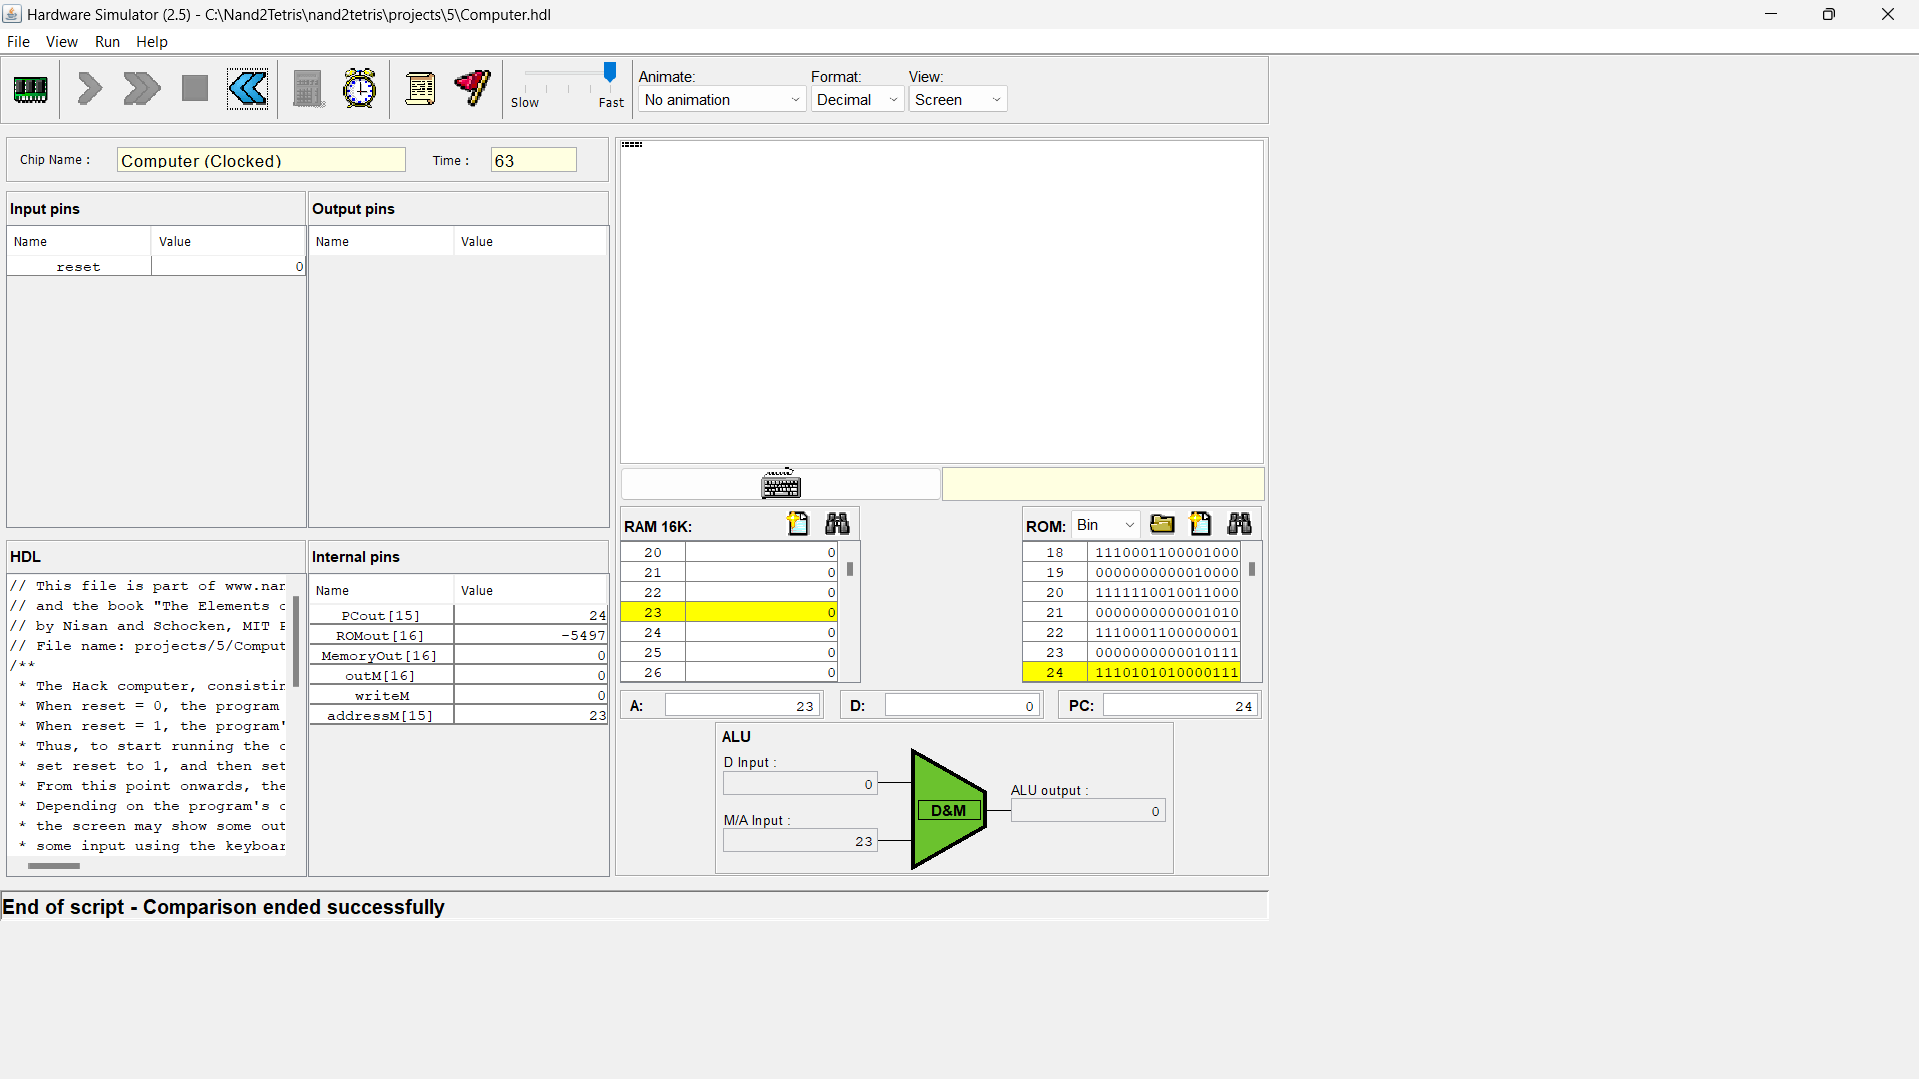 Hardware Simulator (2.5) - C:\Nand2Tetris\nand2tetris\projects\5\Computer.hdl
File View Run Help
Slow Fast
Animate: Format: View:
No animation Decimal Screen
Chip Name : Computer (Clocked) Time : 63
Input pins Output pins
Name Value Name Value
reset 0
RAM 16K: ROM: Bin
20 0
21 0
22 0
23 0
24 0
25 0
26 0
18 1110001100001000
19 0000000000010000
20 1111110010011000
21 0000000000001010
22 1110001100000001
23 0000000000010111
24 1110101010000111
HDL
// This file is part of www.nan
// and the book "The Elements o
// by Nisan and Schocken, MIT P
// File name: projects/5/Comput
/**
* The Hack computer, consistin
* When reset = 0, the program
* When reset = 1, the program'
* Thus, to start running the c
* set reset to 1, and then set
* From this point onwards, the
* Depending on the program's c
* the screen may show some out
* some input using the keyboar
Internal pins
Name Value
PCout[15] 24
ROMout[16] -5497
MemoryOut[16] 0
outM[16] 0
writeM 0
addressM[15] 23
A: 23 D: 0 PC: 24
ALU
D Input :
0
M/A Input :
23
D&M
ALU output :
0
End of script - Comparison ended successfully